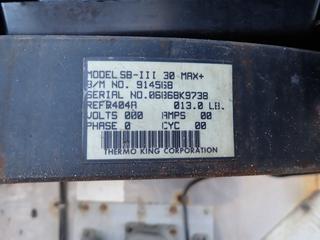 MODEL SB-III 30 MAX+
B/M NO. 914568
SERIAL NO. 06868K9738
REFR404A 013.0 LB.
VOLTS 000 AMPS 00
PHASE 0 CYC 00
THERMO KING CORPORATION